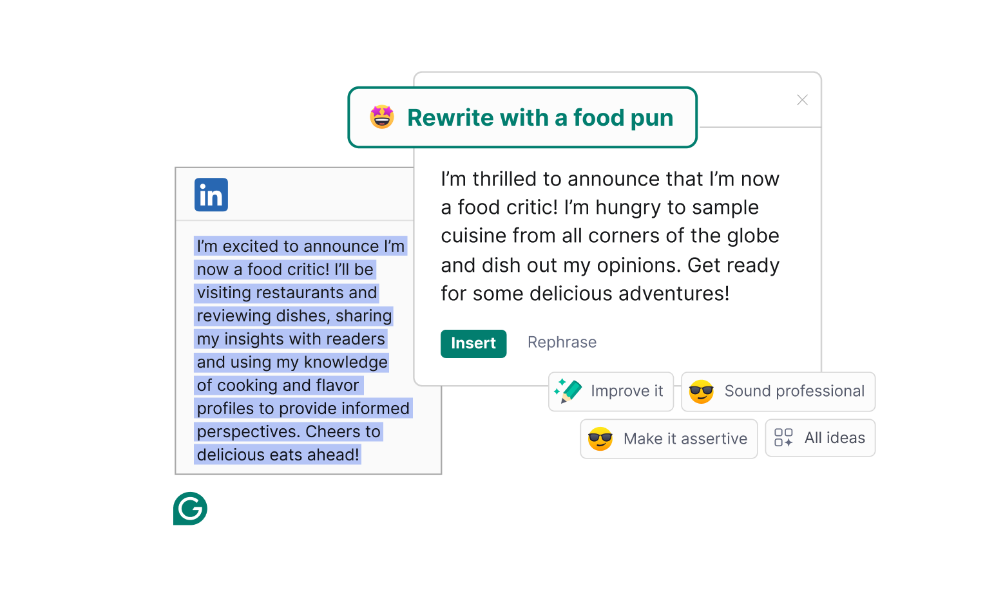 Rewrite with a food pun
in
I'm excited to announce I'm
now a food critic! I'll be
visiting restaurants and
reviewing dishes, sharing
my insights with readers
and using my knowledge
of cooking and flavor
profiles to provide informed
perspectives. Cheers to
delicious eats ahead!
I'm thrilled to announce that I'm now
a food critic! I'm hungry to sample
cuisine from all corners of the globe
and dish out my opinions. Get ready
for some delicious adventures!
Insert
Rephrase
Improve it
Sound professional
Make it assertive
All ideas
G